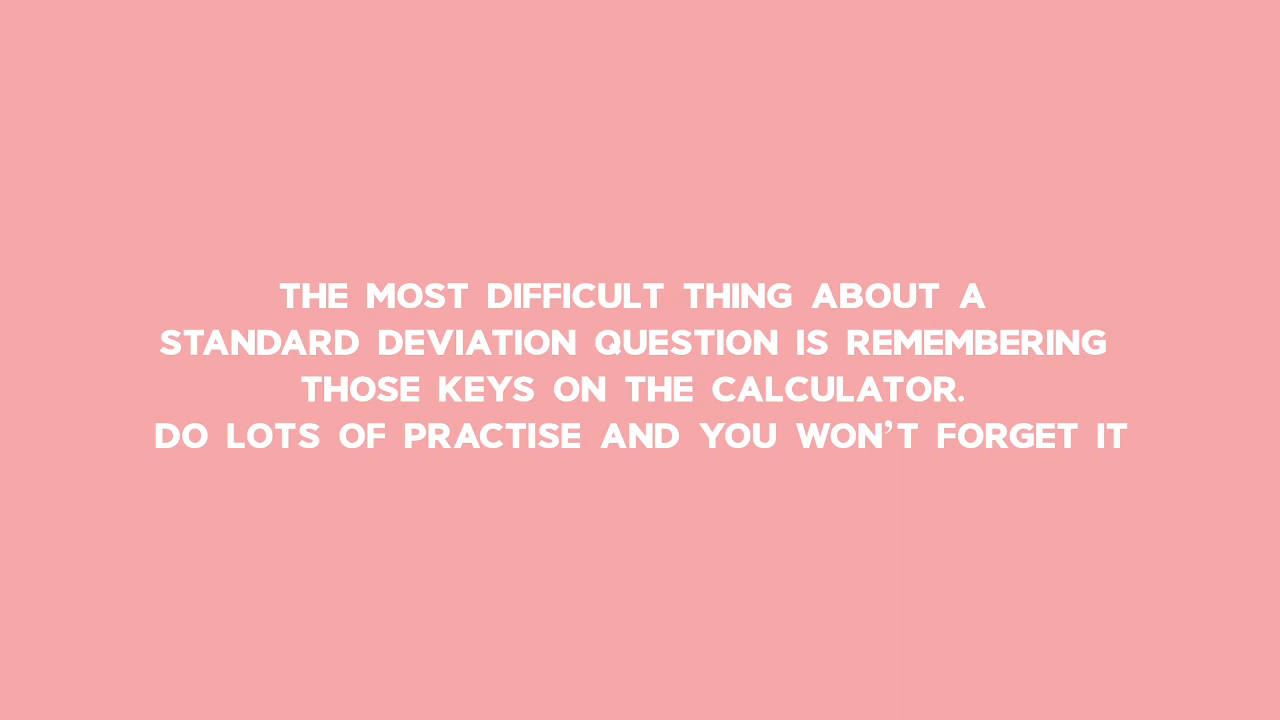 THE MOST DIFFICULT THING ABOUT A
STANDARD DEVIATION QUESTION IS REMEMBERING
THOSE KEYS ON THE CALCULATOR.
DO LOTS OF PRACTISE AND YOU WON’T FORGET IT